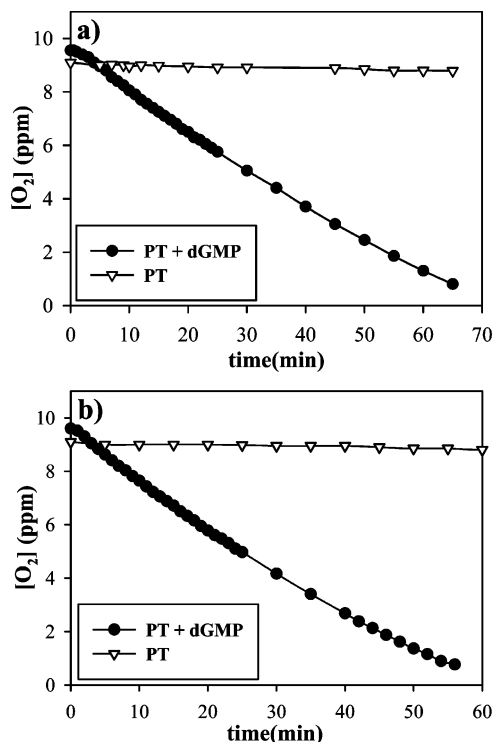 a)
10
8
6
4
2
0
[O₂] (ppm)
PT + dGMP
PT
0 10 20 30 40 50 60 70
time(min)
b)
10
8
6
4
2
0
[O₂] (ppm)
PT + dGMP
PT
0 10 20 30 40 50 60
time(min)